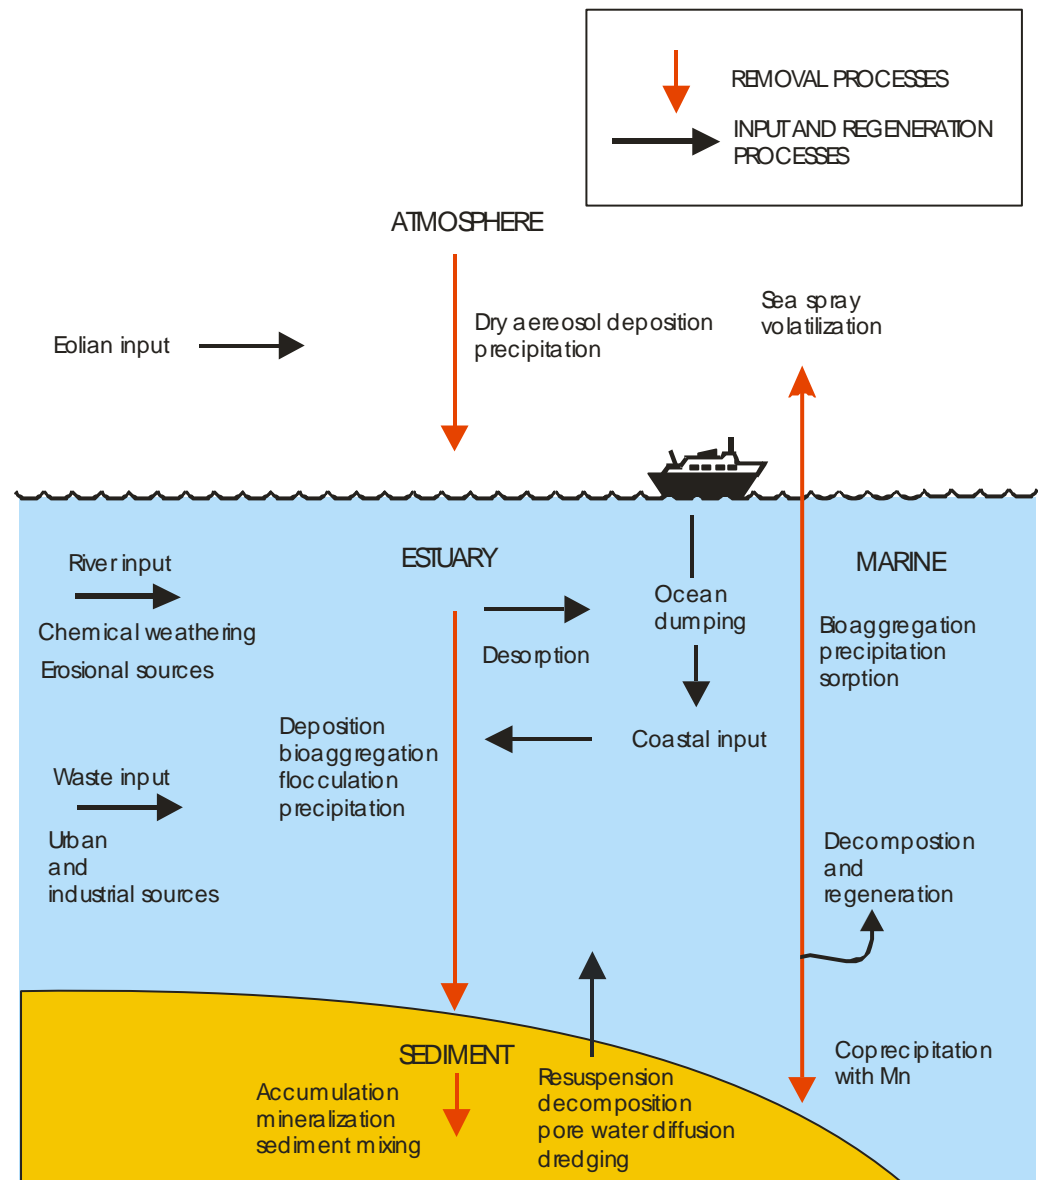 REMOVAL PROCESSES
INPUT AND REGENERATION
PROCESSES
ATMOSPHERE
Sea spray
volatilization
Dry aereosol deposition
precipitation
Eolian input
ESTUARY
MARINE
River input
Chemical weathering
Erosional sources
Desorption
Ocean
dumping
Bioaggregation
precipitation
sorption
Deposition
bioaggregation
flocculation
precipitation
Coastal input
Waste input
Urban
and
industrial sources
Decompostion
and
regeneration
SEDIMENT
Accumulation
mineralization
sediment mixing
Resuspension
decomposition
pore water diffusion
dredging
Coprecipitation
with Mn